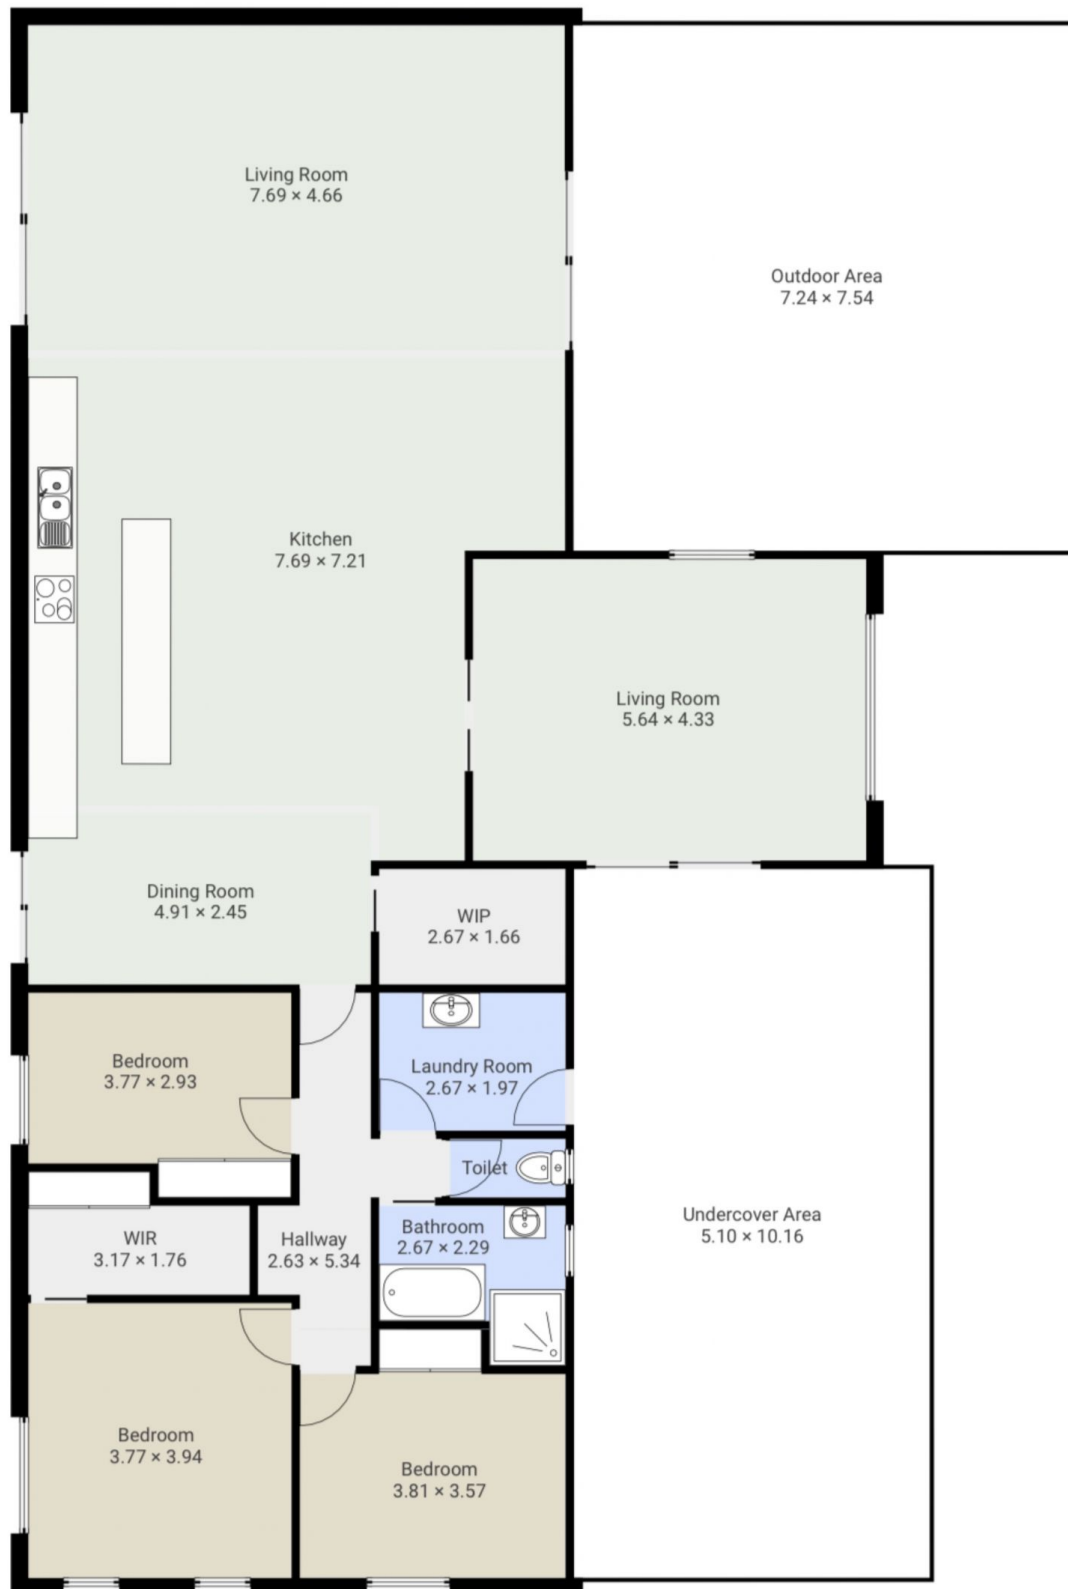 Living Room
7.69 × 4.66
Outdoor Area
7.24 × 7.54
Kitchen
7.69 × 7.21
Living Room
5.64 × 4.33
Dining Room
4.91 × 2.45
WIP
2.67 × 1.66
Bedroom
3.77 × 2.93
Laundry Room
2.67 × 1.97
Toilet
WIR
3.17 × 1.76
Hallway
2.63 × 5.34
Bathroom
2.67 × 2.29
Undercover Area
5.10 × 10.16
Bedroom
3.77 × 3.94
Bedroom
3.81 × 3.57